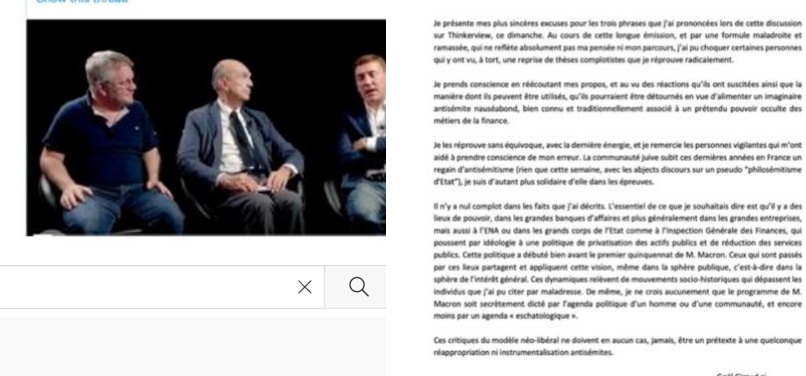 Show this thread
Je présente mes plus sincères excuses pour les trois phrases que j'ai prononcées lors de cette discussion
sur Thinkerview, ce dimanche. Au cours de cette longue émission, et par une formule maladroite et
ramassée, qui ne reflète absolument pas ma pensée ni mon parcours, j'ai pu choquer certaines personnes
qui y ont vu, à tort, une reprise de thèses complotistes que je réprouve radicalement.
Je prends conscience en réécoutant mes propos, et au vu des réactions qu'ils ont suscitées ainsi que la
manière dont ils peuvent être utilisés, qu'ils pourraient être détournés en vue d'alimenter un imaginaire
antisémite nauséabond, bien connu et traditionnellement associé à un prétendu pouvoir occulte des
métiers de la finance.
Je les réprouve sans équivoque, avec la dernière énergie, et je remercie les personnes vigilantes qui m'ont
aidé à prendre conscience de mon erreur. La communauté juive subit ces dernières années en France un
regain d'antisémitisme (rien que cette semaine, avec les abjects discours sur un pseudo "philosémitisme
d'Etat"), je suis d'autant plus solidaire d'elle dans les épreuves.
Il n'y a nul complot dans les faits que j'ai décrits. L'essentiel de ce que je souhaitais dire est qu'il y a des
lieux de pouvoir, dans les grandes banques d'affaires et plus généralement dans les grandes entreprises,
mais aussi à l'ENA ou dans les grands corps de l'Etat comme à l'Inspection Générale des Finances, qui
poussent par idéologie à une politique de privatisation des actifs publics et de réduction des services
publics. Cette politique a débuté bien avant le premier quinquennat de M. Macron. Ceux qui sont passés
par ces lieux partagent et appliquent cette vision, même dans la sphère publique, c'est-à-dire dans la
sphère de l'intérêt général. Ces dynamiques relèvent de mouvements socio-historiques qui dépassent les
individus que j'ai pu citer par maladresse. De même, je ne crois aucunement que le programme de M.
Macron soit secrètement dicté par l'agenda politique d'un homme ou d'une communauté, et encore
moins par un agenda « eschatologique ».
Ces critiques du modèle néo-libéral ne doivent en aucun cas, jamais, être un prétexte à une quelconque
réappropriation ni instrumentalisation antisémites.